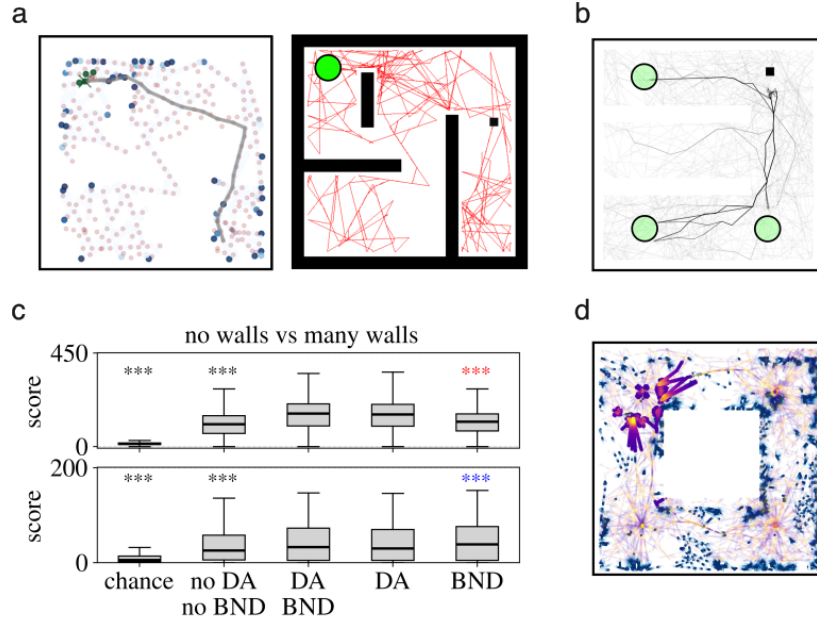 a
b
c
no walls vs many walls
450
score
0
*** *** ***
200
score
0
*** *** ***
chance no DA DA DA BND
no BND BND
d